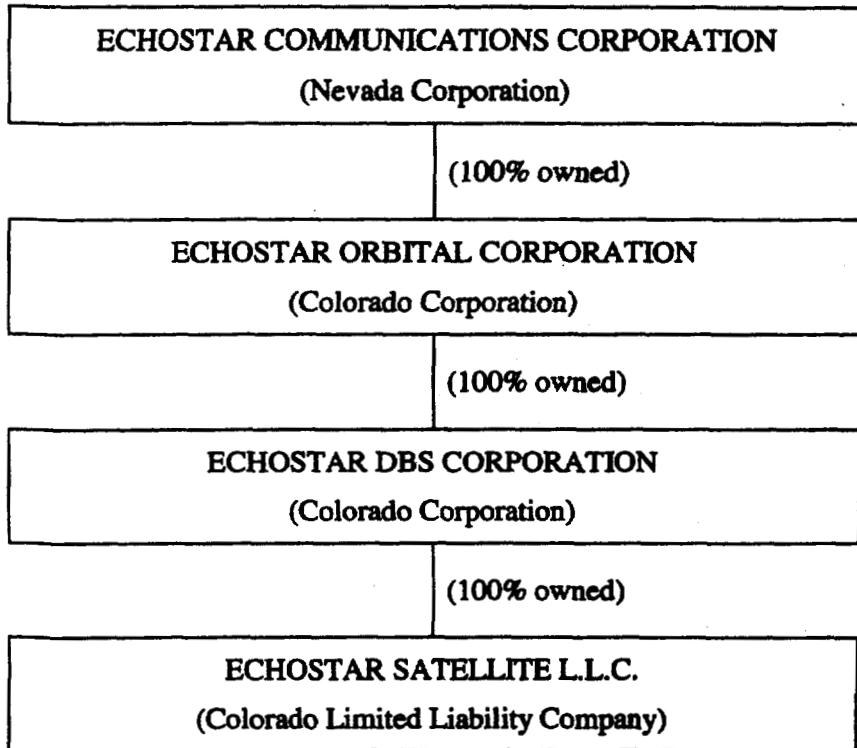 ECHOSTAR COMMUNICATIONS CORPORATION
(Nevada Corporation)
(100% owned)
ECHOSTAR ORBITAL CORPORATION
(Colorado Corporation)
(100% owned)
ECHOSTAR DBS CORPORATION
(Colorado Corporation)
(100% owned)
ECHOSTAR SATELLITE L.L.C.
(Colorado Limited Liability Company)